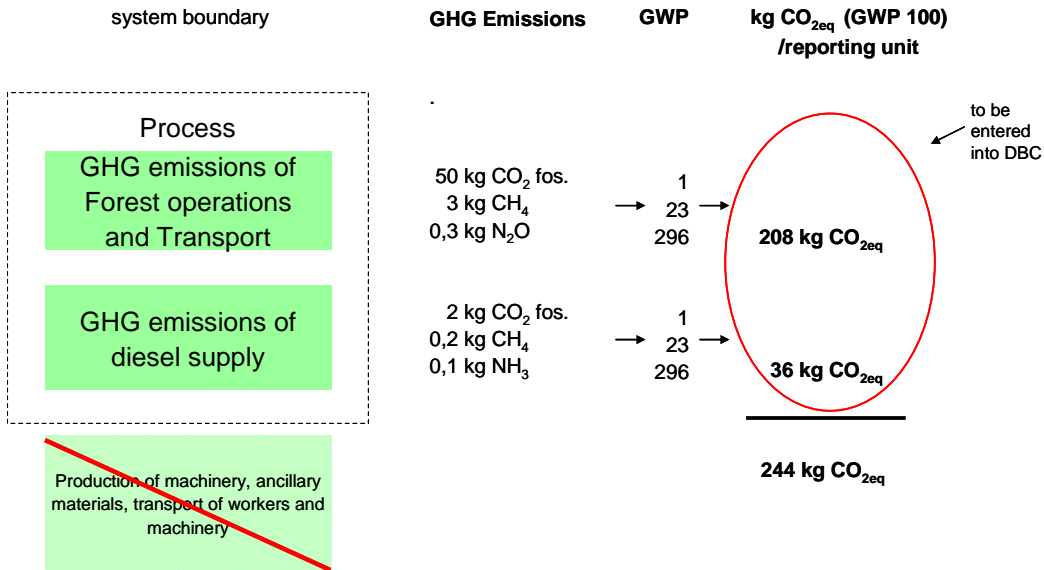 system boundary
GHG Emissions
GWP
kg CO2eq (GWP 100)
/reporting unit
.
to be
entered
into DBC
Process
GHG emissions of
Forest operations
and Transport
50 kg CO2 fos.
3 kg CH4
0,3 kg N2O
1
23
296
208 kg CO2eq
GHG emissions of
diesel supply
2 kg CO2 fos.
0,2 kg CH4
0,1 kg NH3
1
23
296
36 kg CO2eq
244 kg CO2eq
Production of machinery, ancillary
materials, transport of workers and
machinery